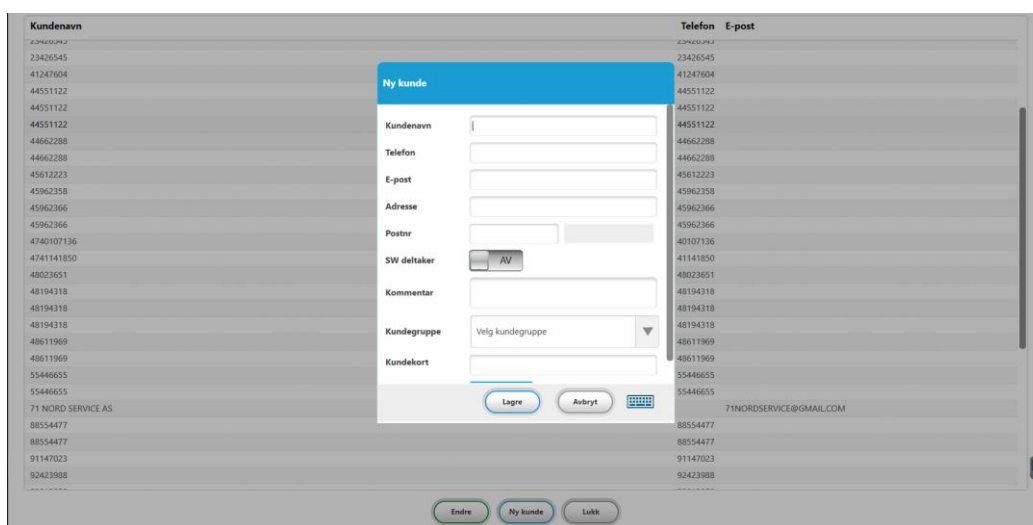 Kundenavn Telefon E-post
23426545 23426545
23426545 23426545
41247604 41247604
44551122 44551122
44551122 44551122
44551122 44551122
44662288 44662288
44662288 44662288
45612223 45612223
45962358 45962358
45962366 45962366
45962366 45962366
4740107136 40107136
4741141850 41141850
48023651 48023651
48194318 48194318
48194318 48194318
48194318 48194318
48611969 48611969
48611969 48611969
55446655 55446655
55446655 55446655
71 NORD SERVICE AS 71NORDSERVICE@GMAIL.COM
88554477 88554477
88554477 88554477
91147023 91147023
92423988 92423988
Ny kunde
Kundenavn
Telefon
E-post
Adresse
Postnr
SW deltaker AV
Kommentar
Kundegruppe Velg kundegruppe
Kundekort
Lagre Avbryt
Endre Ny kunde Lukk